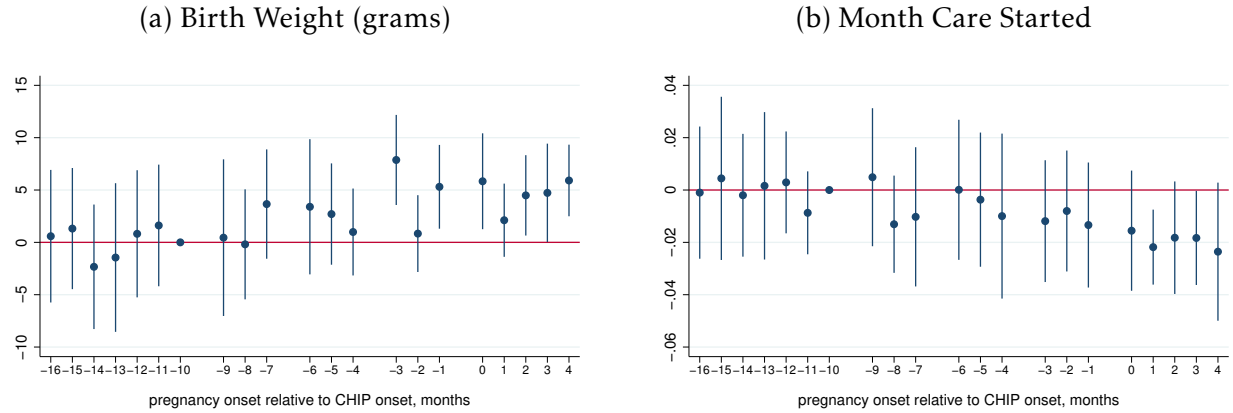 (a) Birth Weight (grams)
15
10
5
0
−5
−10
−16 −15 −14 −13 −12 −11 −10 −9 −8 −7 −6 −5 −4 −3 −2 −1 0 1 2 3 4
pregnancy onset relative to CHIP onset, months
(b) Month Care Started
.04
.02
0
−.02
−.04
−.06
−16 −15 −14 −13 −12 −11 −10 −9 −8 −7 −6 −5 −4 −3 −2 −1 0 1 2 3 4
pregnancy onset relative to CHIP onset, months